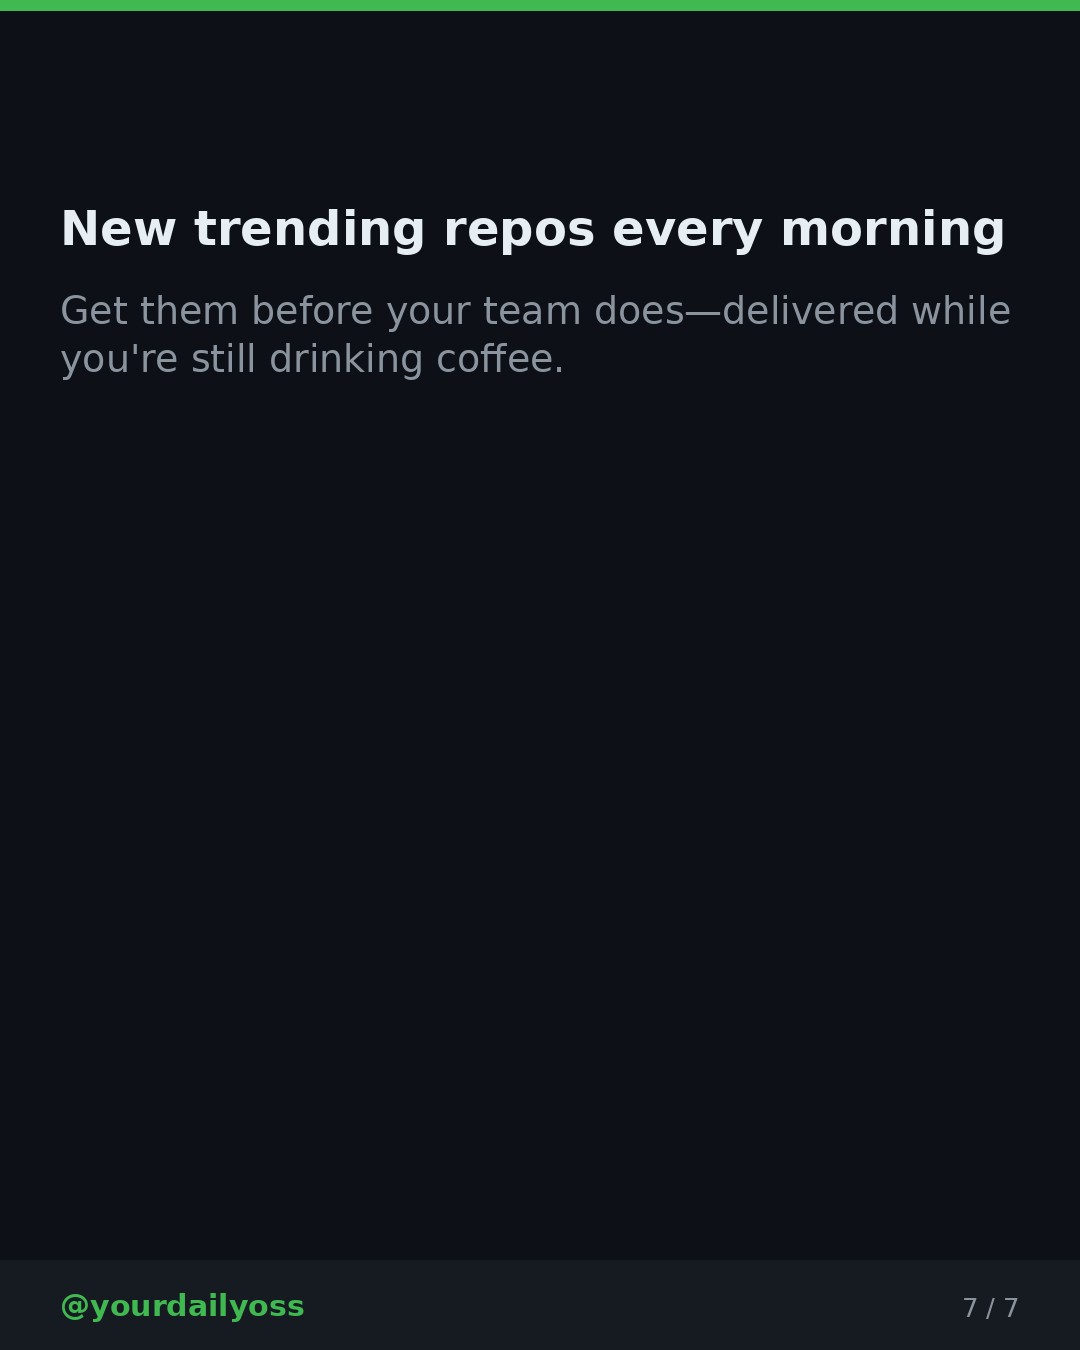 New trending repos every morning
Get them before your team does—delivered while
you're still drinking coffee.
@yourdailyoss
7 / 7